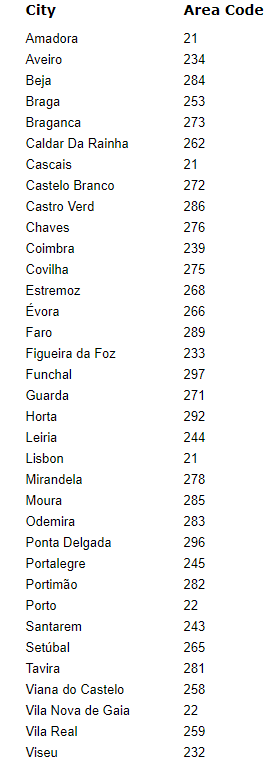 City Area Code
Amadora 21
Aveiro 234
Beja 284
Braga 253
Braganca 273
Caldar Da Rainha 262
Cascais 21
Castelo Branco 272
Castro Verd 286
Chaves 276
Coimbra 239
Covilha 275
Estremoz 268
Évora 266
Faro 289
Figueira da Foz 233
Funchal 297
Guarda 271
Horta 292
Leiria 244
Lisbon 21
Mirandela 278
Moura 285
Odemira 283
Ponta Delgada 296
Portalegre 245
Portimão 282
Porto 22
Santarem 243
Setúbal 265
Tavira 281
Viana do Castelo 258
Vila Nova de Gaia 22
Vila Real 259
Viseu 232